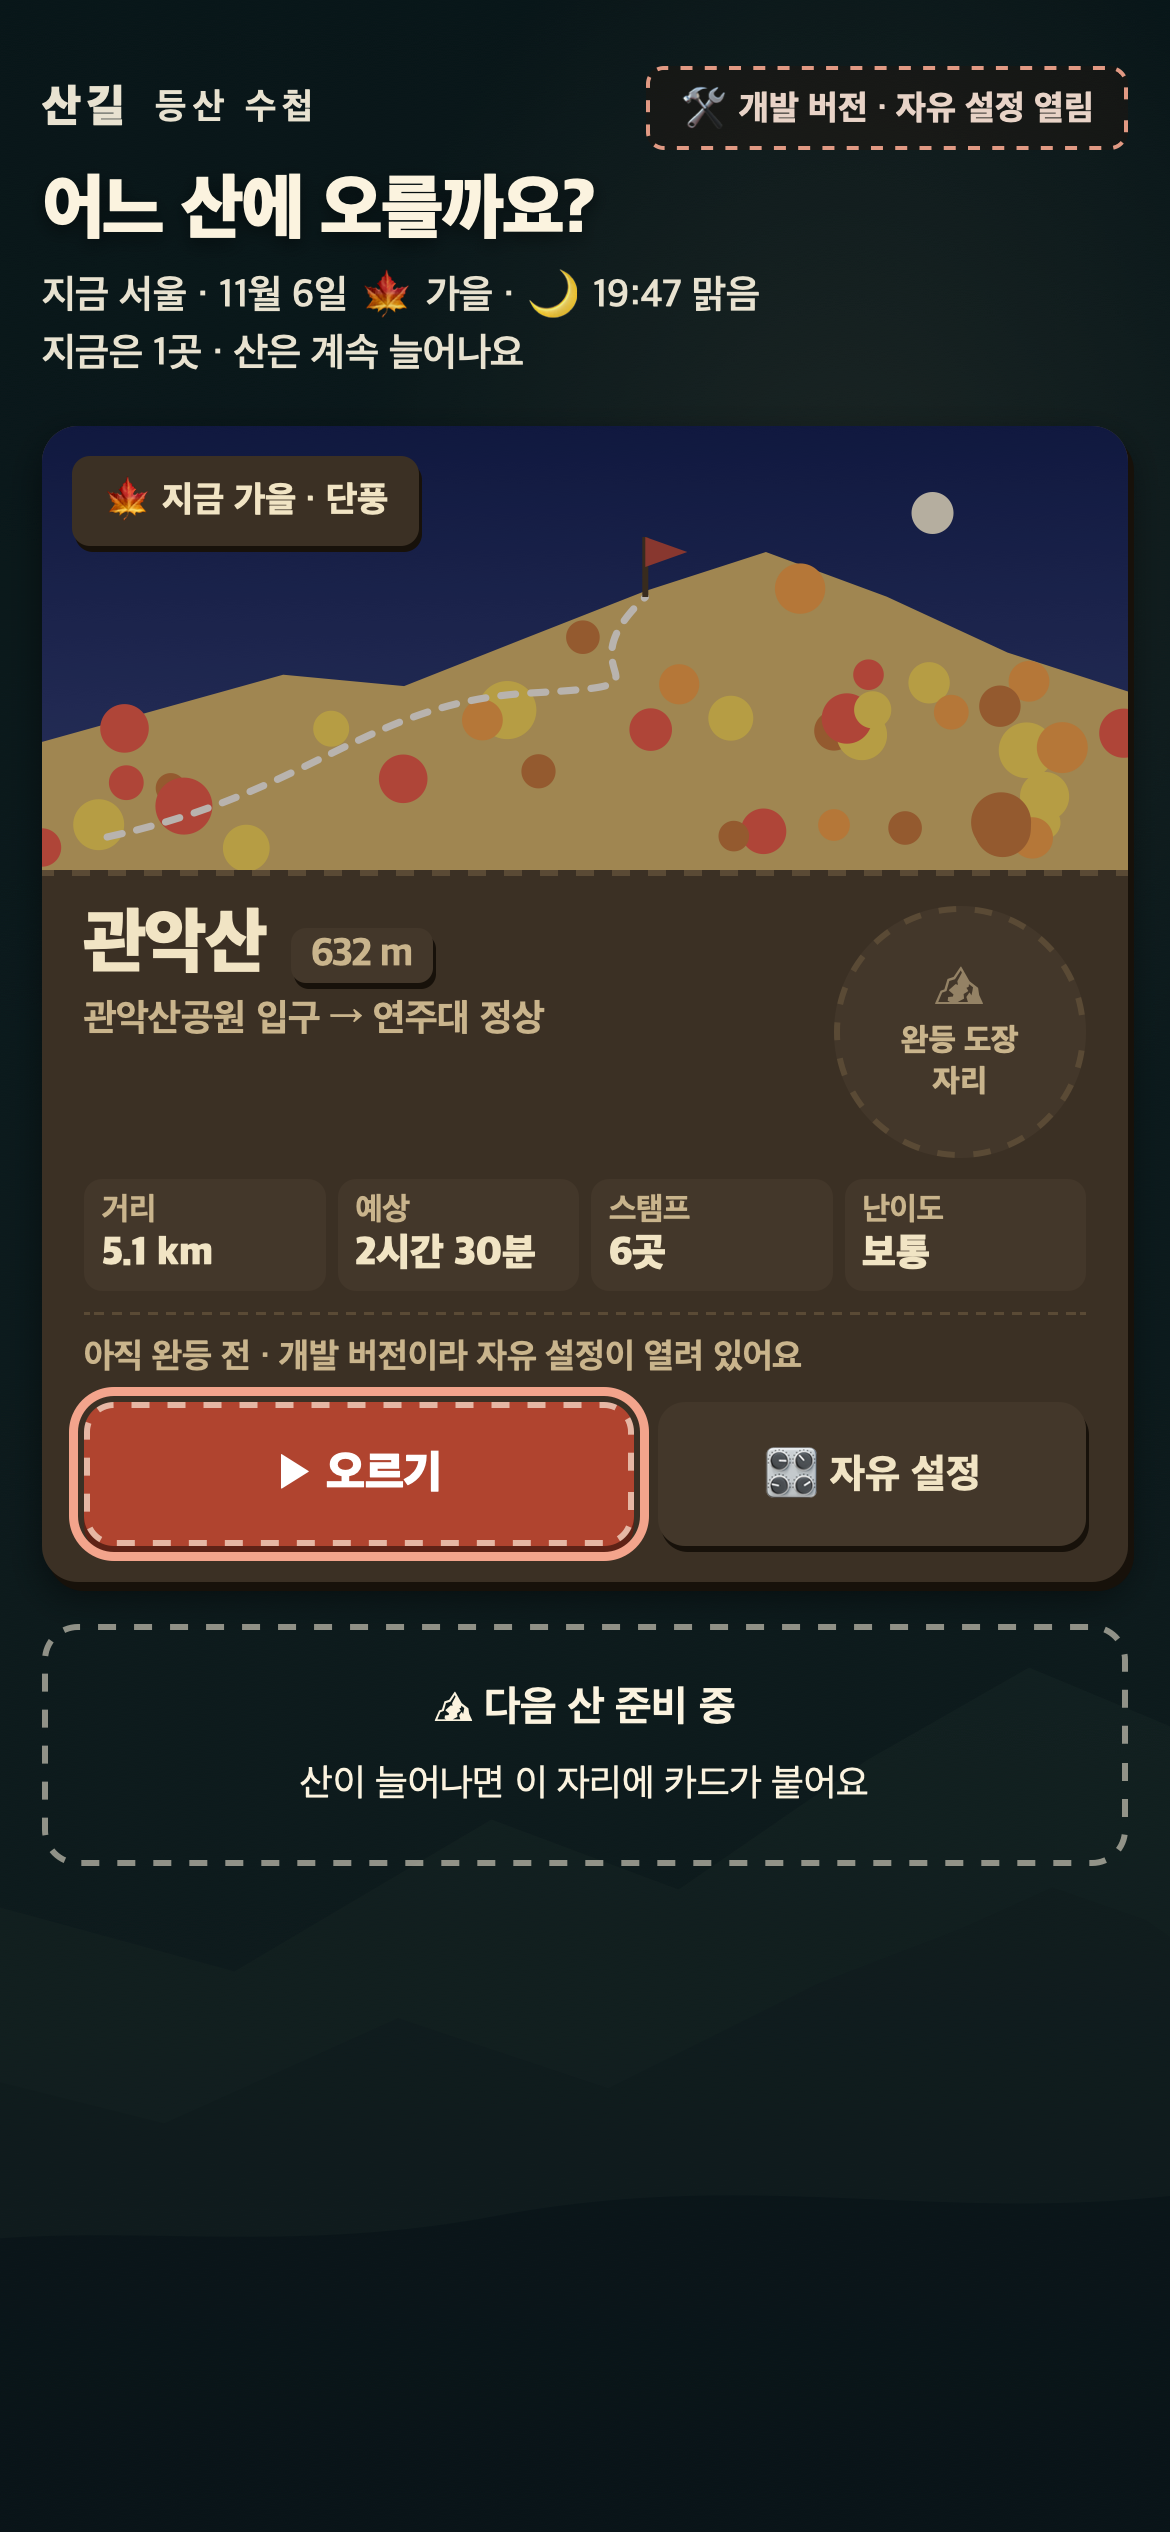 산길 등산 수첩
🛠 개발 버전 · 자유 설정 열림
어느 산에 오를까요?
지금 서울 · 11월 6일 🍁 가을 · 🌙 19:47 맑음
지금은 1곳 · 산은 계속 늘어나요
🍁 지금 가을 · 단풍
관악산 632 m
관악산공원 입구 → 연주대 정상
완등 도장
자리
거리
5.1 km
예상
2시간 30분
스탬프
6곳
난이도
보통
아직 완등 전 · 개발 버전이라 자유 설정이 열려 있어요
▶ 오르기
🎛 자유 설정
🏔 다음 산 준비 중
산이 늘어나면 이 자리에 카드가 붙어요